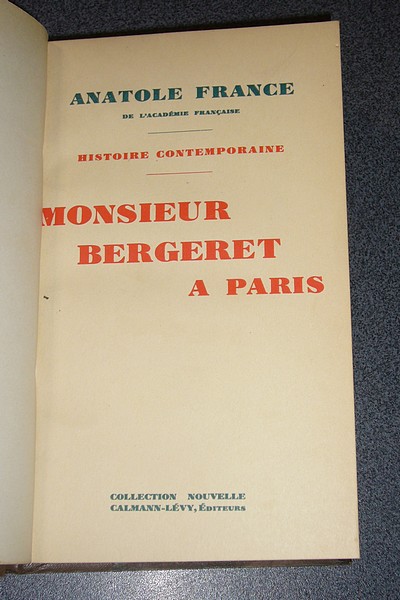 ANATOLE FRANCE
DE L'ACADÉMIE FRANÇAISE
HISTOIRE CONTEMPORAINE
MONSIEUR
BERGERET
A PARIS
COLLECTION NOUVELLE
CALMANN-LÉVY, ÉDITEURS